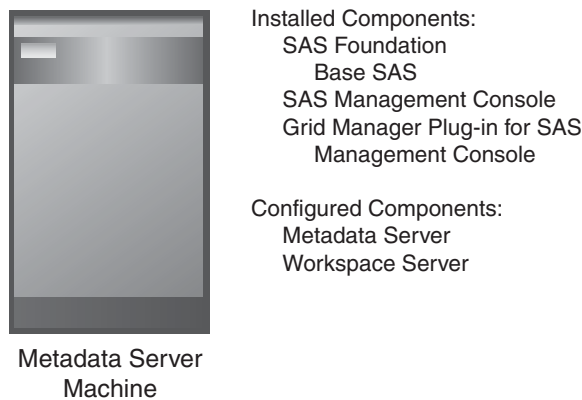 Installed Components:
SAS Foundation
Base SAS
SAS Management Console
Grid Manager Plug-in for SAS
Management Console
Configured Components:
Metadata Server
Workspace Server
Metadata Server
Machine